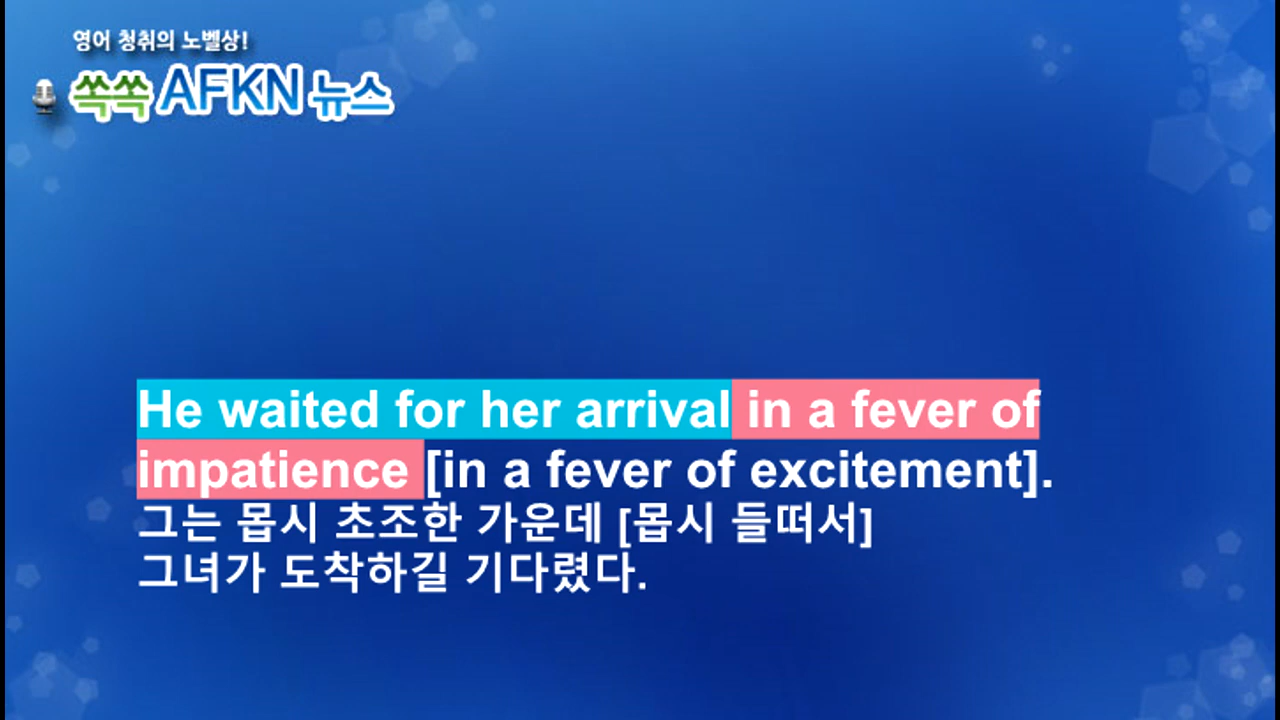 영어 청취의 노벨상!
쏙쏙 AFKN 뉴스
He waited for her arrival in a fever of
impatience [in a fever of excitement].
그는 몹시 초조한 가운데 [몹시 들떠서]
그녀가 도착하길 기다렸다.